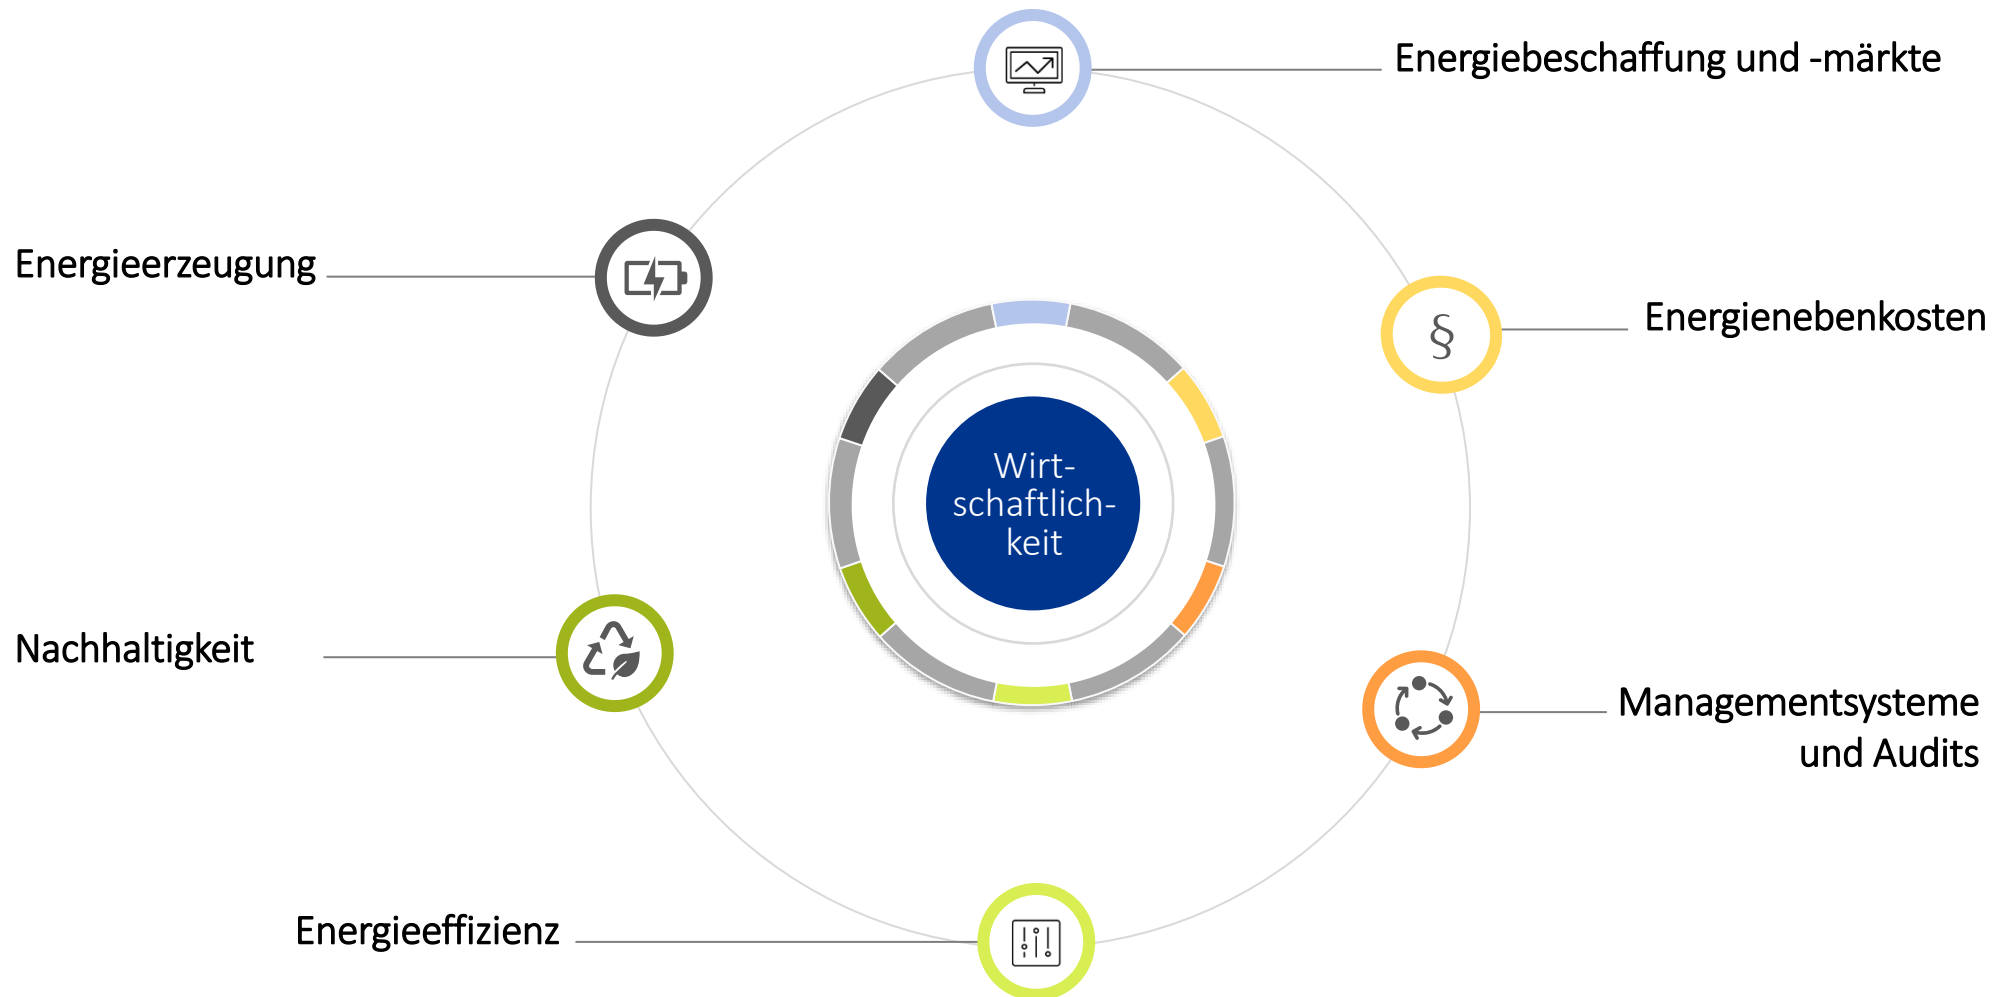 Energiebeschaffung und -märkte
Energieerzeugung
Energienebenkosten
§
Wirt-
schaftlich-
keit
Nachhaltigkeit
Managementsysteme
und Audits
Energieeffizienz